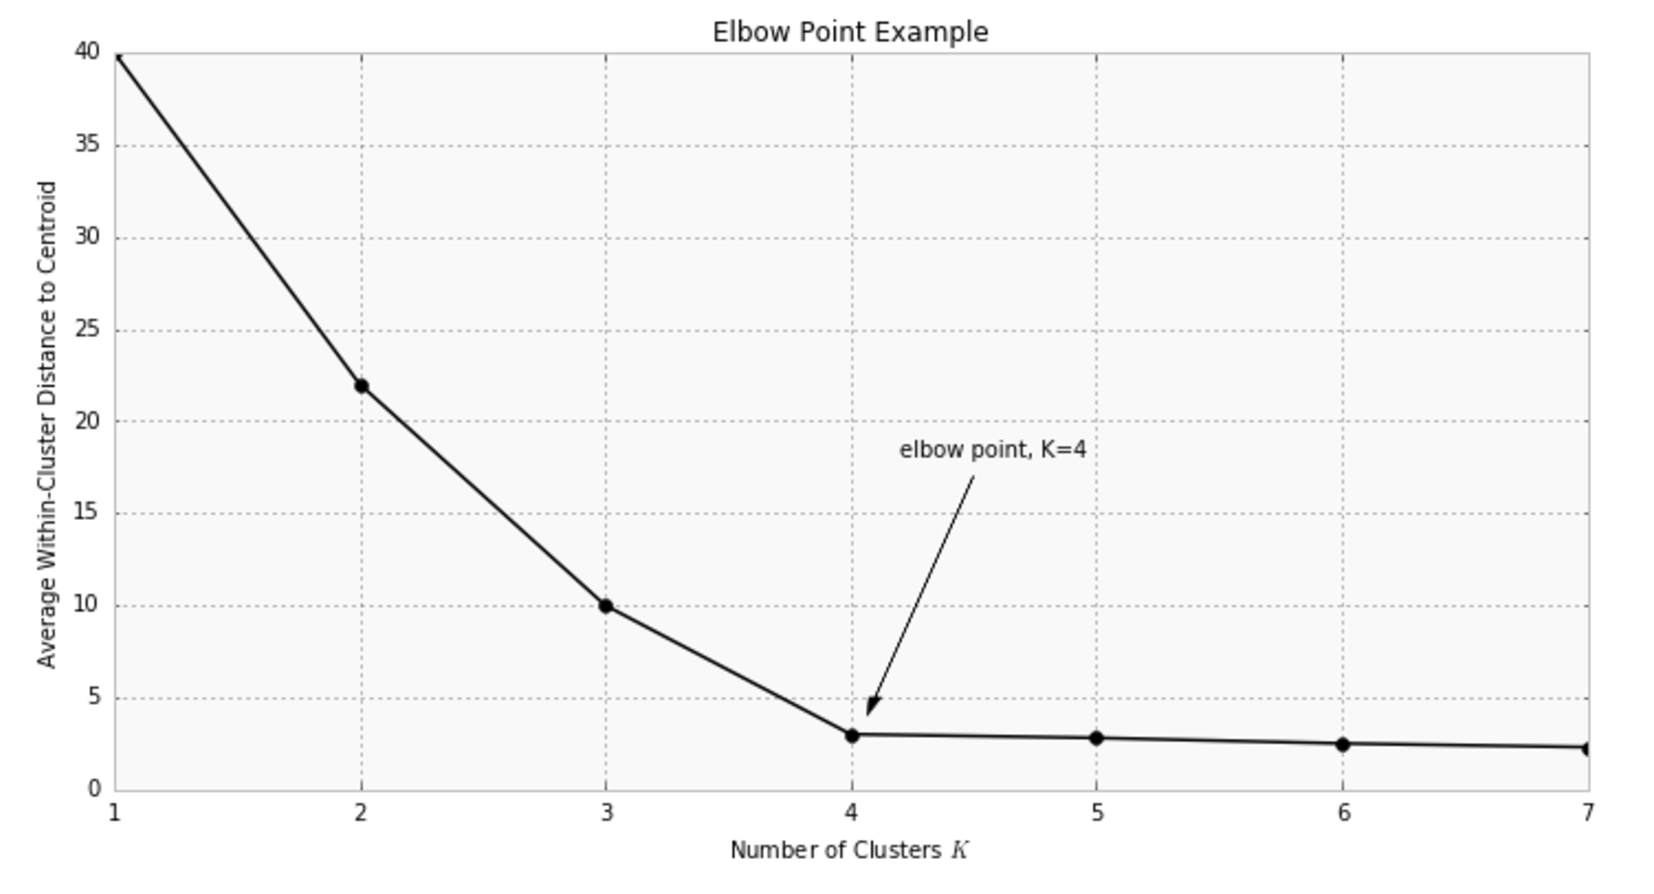 Elbow Point Example
Average Within-Cluster Distance to Centroid
40
35
30
25
20
15
10
5
0
elbow point, K=4
1 2 3 4 5 6 7
Number of Clusters K